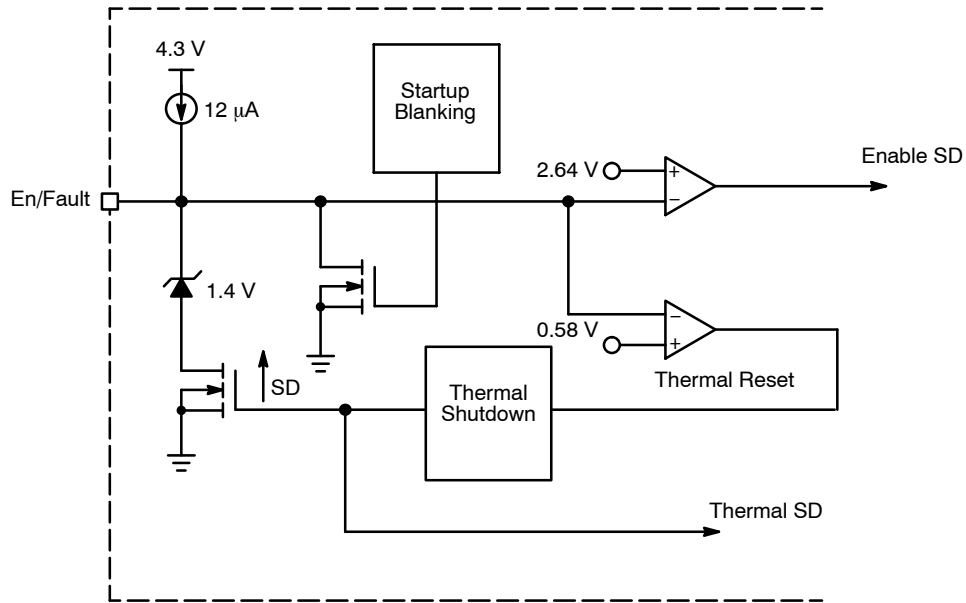 4.3 V
12 μA
Startup
Blanking
2.64 V
+
−
Enable SD
En/Fault
1.4 V
−
0.58 V
+
Thermal Reset
SD
Thermal
Shutdown
Thermal SD